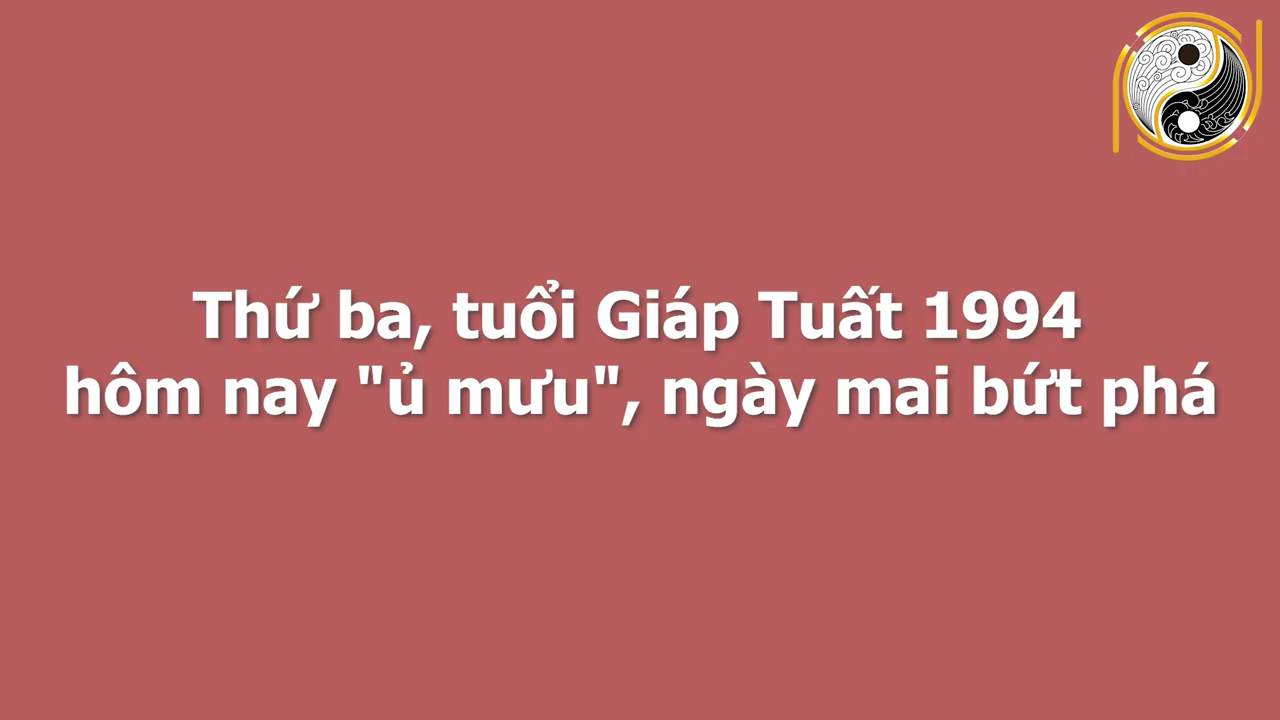 Thứ ba, tuổi Giáp Tuất 1994
hôm nay "ủ mưu", ngày mai bứt phá